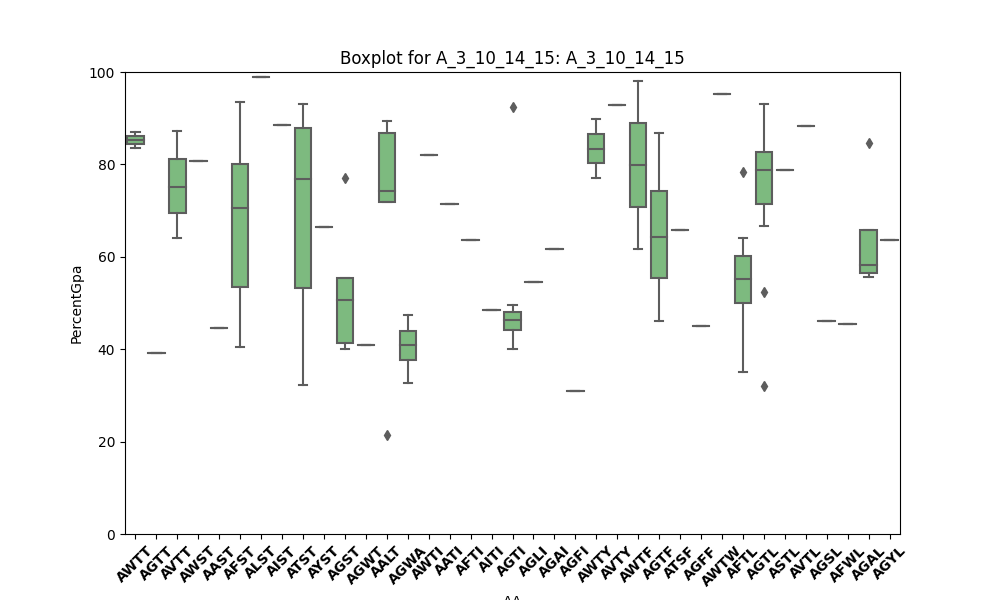 Boxplot for A_3_10_14_15: A_3_10_14_15
PercentGpa
100
80
60
40
20
0
AWTT AGTT AVTT AWST AAST AFST ALST AIST ATST AYST AGST AGWT AALT AGWA AWTI AATI AFTI AITI AGTI AGLI AGAI AGFI AWTY AVTY AWTF AGTF ATSF AGFF AWTW AFTL AGTL ASTL AVTL AGSL AFWL AGAL AGYL
AA